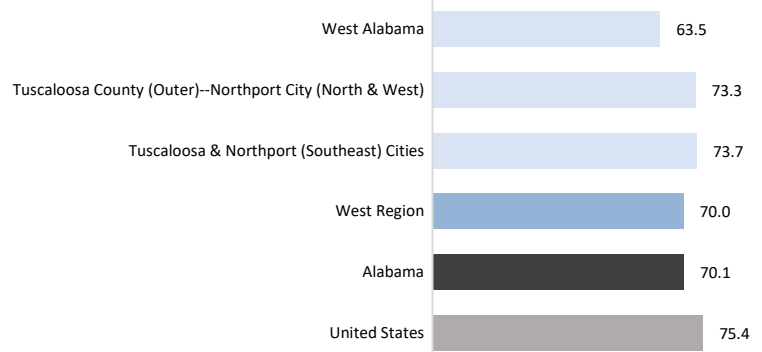 West Alabama 63.5
Tuscaloosa County (Outer)--Northport City (North & West) 73.3
Tuscaloosa & Northport (Southeast) Cities 73.7
West Region 70.0
Alabama 70.1
United States 75.4